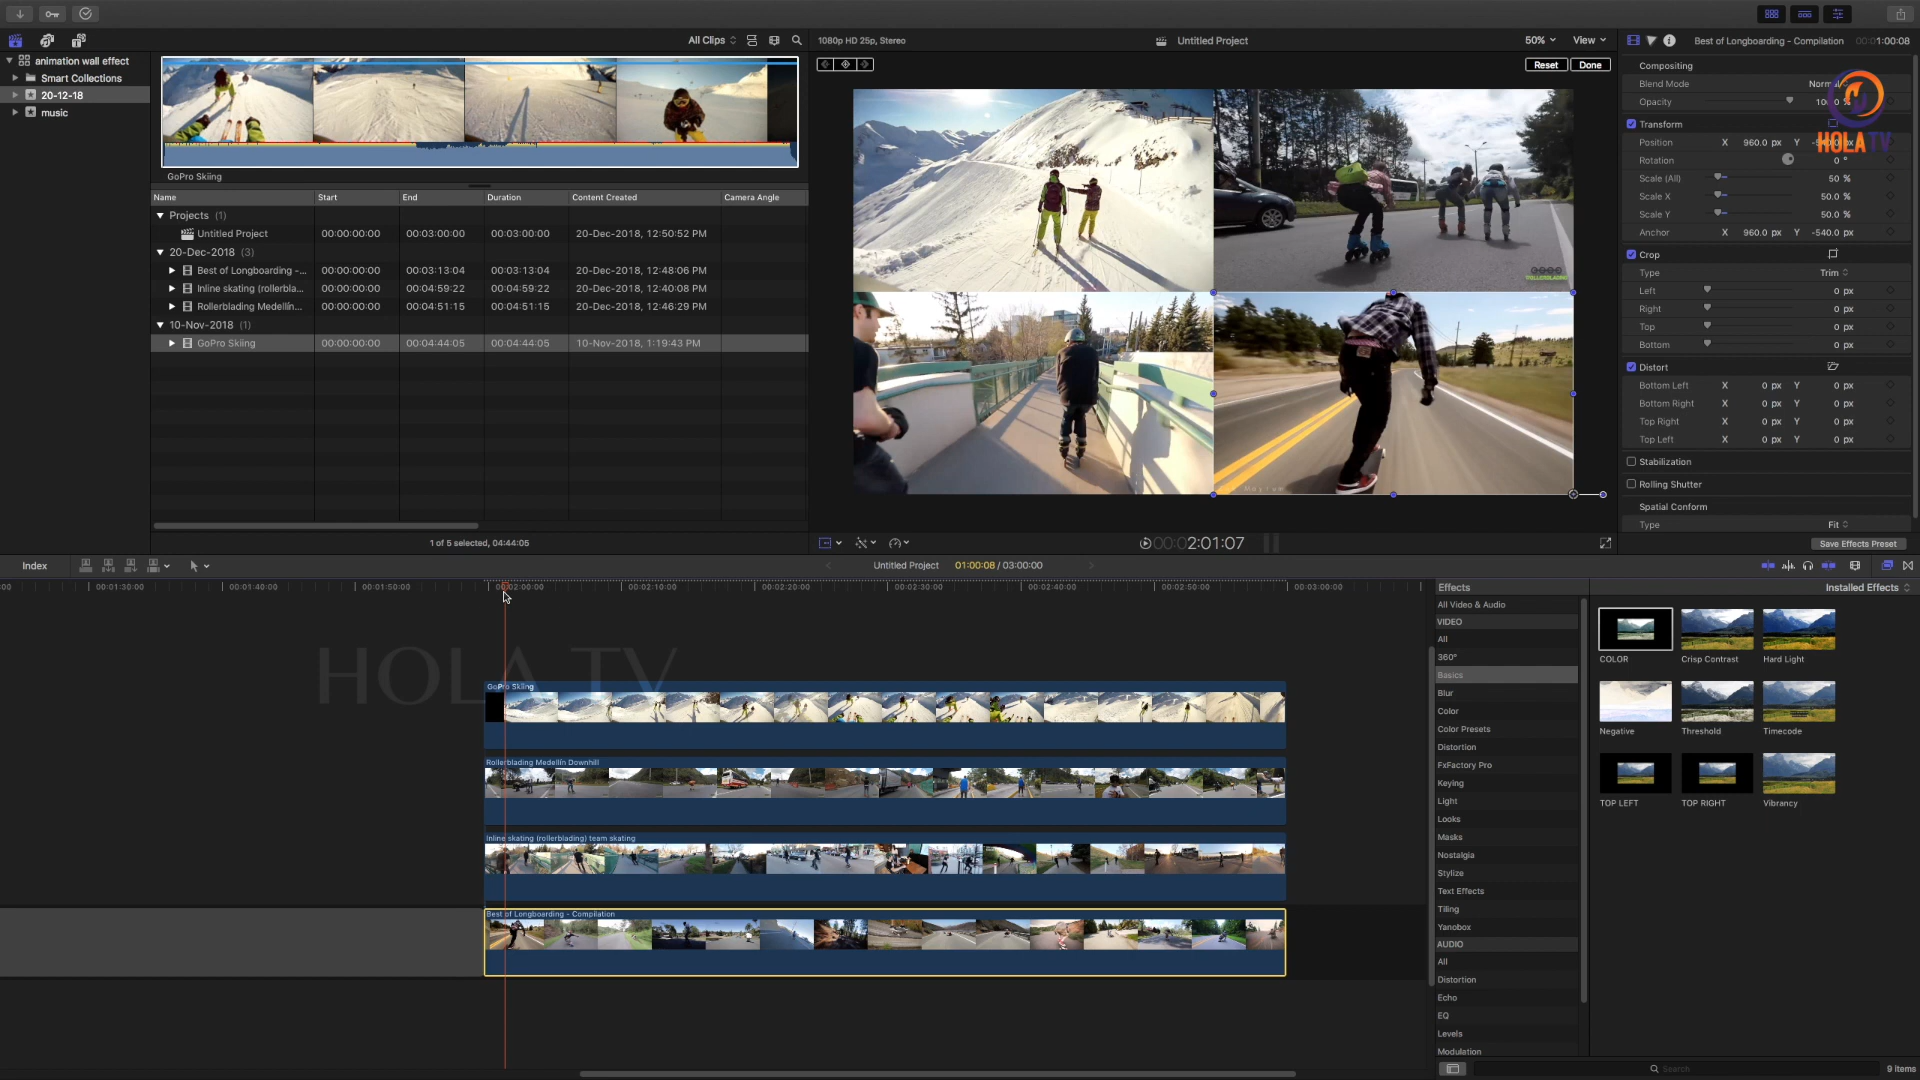 All Clips
1080p HD 25p, Stereo
Untitled Project
50%
View
Best of Longboarding - Compilation
00:01:00:08
animation wall effect
Smart Collections
20-12-18
music
GoPro Skiing
Reset
Done
HOLA TV
Compositing
Blend Mode
Normal
Opacity
Transform
Position X 960.0 px Y
Rotation 0 °
Scale (All) 50 %
Scale X 50.0 %
Scale Y 50.0 %
Anchor X 960.0 px Y -540.0 px
Crop
Type Trim
Left 0 px
Right 0 px
Top 0 px
Bottom 0 px
Distort
Bottom Left X 0 px Y 0 px
Bottom Right X 0 px Y 0 px
Top Right X 0 px Y 0 px
Top Left X 0 px Y 0 px
Stabilization
Rolling Shutter
Spatial Conform
Type Fit
Save Effects Preset
Name Start End Duration Content Created Camera Angle
Projects (1)
Untitled Project 00:00:00:00 00:03:00:00 00:03:00:00 20-Dec-2018, 12:50:52 PM
20-Dec-2018 (3)
Best of Longboarding -... 00:00:00:00 00:03:13:04 00:03:13:04 20-Dec-2018, 12:48:06 PM
Inline skating (rollerbla... 00:00:00:00 00:04:59:22 00:04:59:22 20-Dec-2018, 12:40:08 PM
Rollerblading Medellín... 00:00:00:00 00:04:51:15 00:04:51:15 20-Dec-2018, 12:46:29 PM
10-Nov-2018 (1)
GoPro Skiing 00:00:00:00 00:04:44:05 00:04:44:05 10-Nov-2018, 1:19:43 PM
1 of 5 selected, 04:44:05
00:00:2:01:07
Index
Untitled Project
01:00:08 / 03:00:00
00:01:30:00 00:01:40:00 00:01:50:00 00:02:00:00 00:02:10:00 00:02:20:00 00:02:30:00 00:02:40:00 00:02:50:00 00:03:00:00
HOLA TV
GoPro Skiing
Rollerblading Medellín Downhill
Inline skating (rollerblading) team skating
Best of Longboarding - Compilation
Effects
Installed Effects
All Video & Audio
VIDEO
All
360°
Basics
Blur
Color
Color Presets
Distortion
FxFactory Pro
Keying
Light
Looks
Masks
Nostalgia
Stylize
Text Effects
Tiling
Yanobox
AUDIO
All
Distortion
Echo
EQ
Levels
Modulation
COLOR
Crisp Contrast
Hard Light
Negative
Threshold
Timecode
TOP LEFT
TOP RIGHT
Vibrancy
Search
9 items